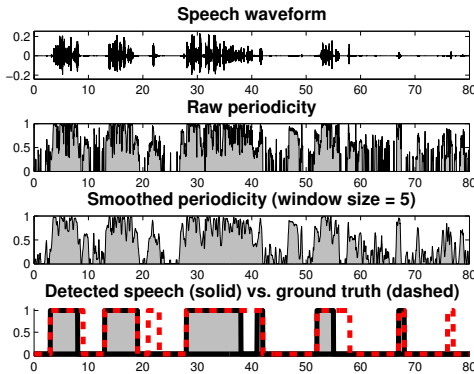 Speech waveform
0.2
0
−0.2
0 10 20 30 40 50 60 70 80
Raw periodicity
1
0.5
0
0 10 20 30 40 50 60 70 80
Smoothed periodicity (window size = 5)
1
0.5
0
0 10 20 30 40 50 60 70 80
Detected speech (solid) vs. ground truth (dashed)
1
0.5
0
0 10 20 30 40 50 60 70 80